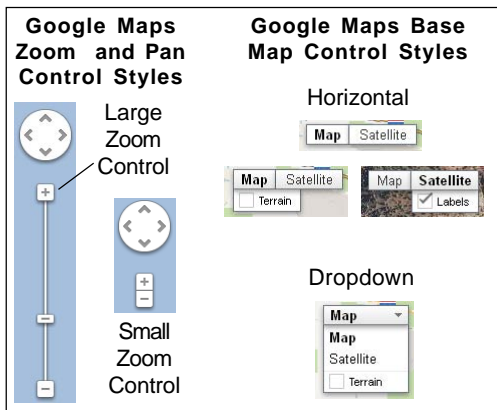 Google Maps
Zoom and Pan
Control Styles
Large
Zoom
Control
+
−
+
−
Small
Zoom
Control
Google Maps Base
Map Control Styles
Horizontal
Map Satellite
Map Satellite
Terrain
Map Satellite
Labels
Dropdown
Map
Map
Satellite
Terrain